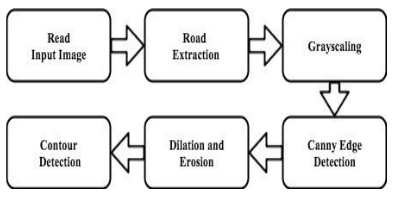 Read
Input Image
Road
Extraction
Grayscaling
Canny Edge
Detection
Dilation and
Erosion
Contour
Detection